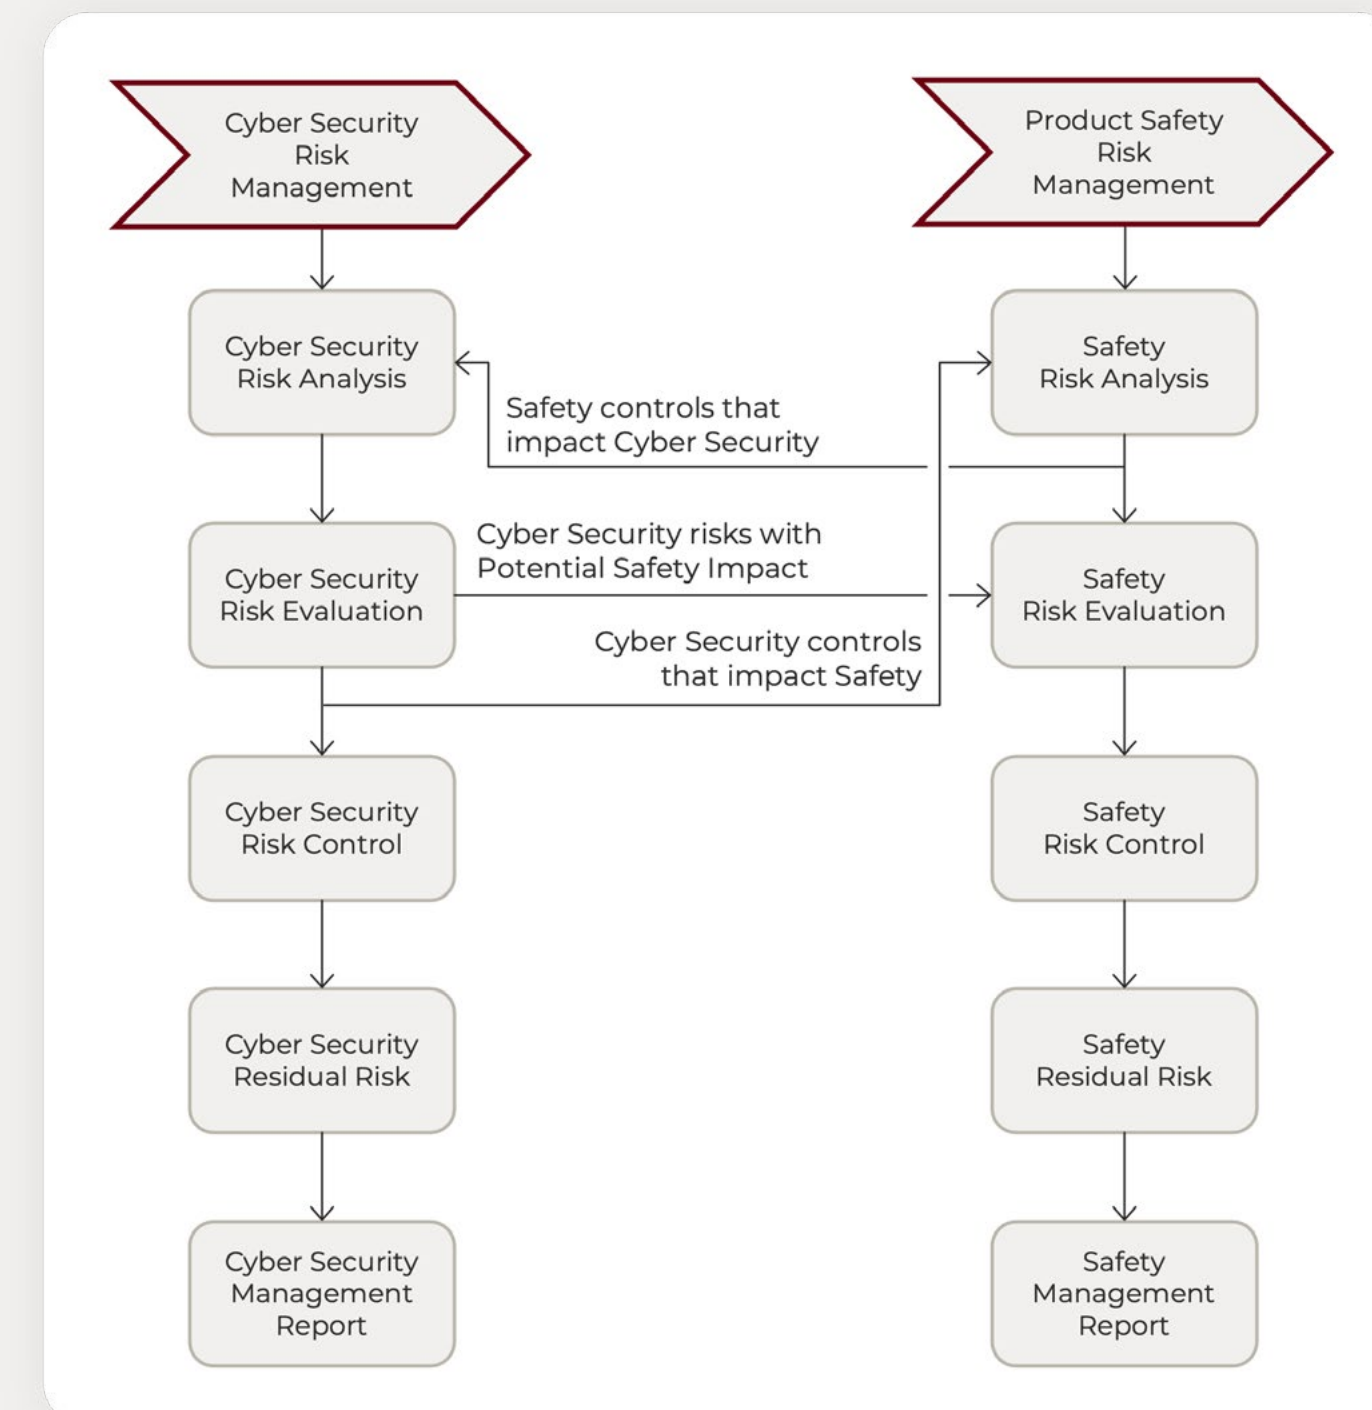 Cyber Security
Risk
Management
Product Safety
Risk
Management
Cyber Security
Risk Analysis
Safety
Risk Analysis
Safety controls that
impact Cyber Security
Cyber Security risks with
Potential Safety Impact
Cyber Security
Risk Evaluation
Safety
Risk Evaluation
Cyber Security controls
that impact Safety
Cyber Security
Risk Control
Safety
Risk Control
Cyber Security
Residual Risk
Safety
Residual Risk
Cyber Security
Management
Report
Safety
Management
Report